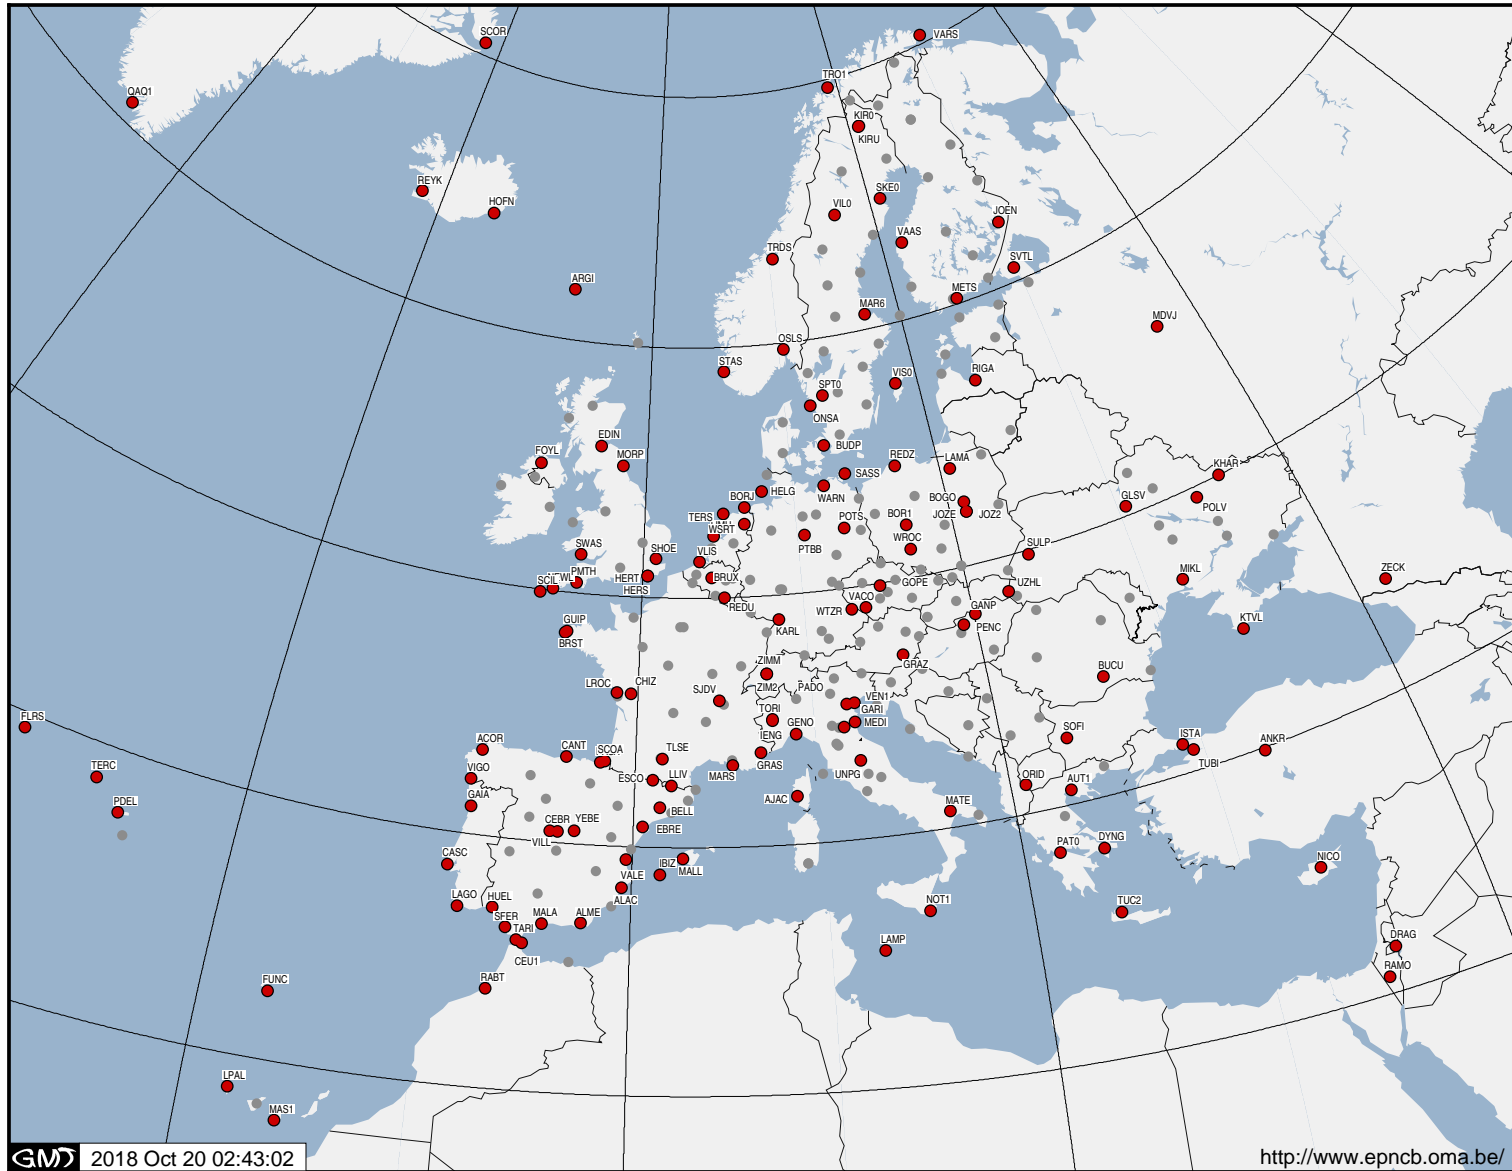 SCOR
VARS
QAQ1
TRO1
KIR0
KIRU
REYK
HOFN
SKE0
VIL0
JOEN
VAAS
TRDS
SVTL
ARGI
METS
MAR6
MDVJ
OSLS
STAS
RIGA
VIS0
SPT0
ONSA
EDIN
BUDP
FOYL
MORP
REDZ
LAMA
KHAR
SASS
HELG
WARN
BORJ
BOGO
GLSV
POLV
TERS
POTS
BOR1
JOZE
JOZ2
WSRT
PTBB
WROC
SWAS
SHOE
VLIS
SULP
PMTH
SCIL
HERT
HERS
BRUX
GOPE
UZHL
MIKL
ZECK
REDU
VACO
WTZR
GANP
GUIP
BRST
KARL
PENC
KTVL
ZIMM
GRAZ
BUCU
LROC
CHIZ
SJDV
ZIM2
PADO
VEN1
FLRS
TORI
GARI
GENO
MEDI
IENG
SOFI
ISTA
ANKR
ACOR
CANT
SCOA
TLSE
TUBI
TERC
VIGO
ESCO
LLIV
MARS
GRAS
UNPG
ORID
AUT1
GAIA
AJAC
PDEL
BELL
MATE
CEBR
YEBE
EBRE
VILL
PAT0
DYNG
CASC
IBIZ
MALL
NICO
VALE
ALAC
LAGO
HUEL
NOT1
TUC2
SFER
MALA
ALME
TARI
LAMP
DRAG
CEU1
RAMO
FUNC
RABT
LPAL
MAS1
GMT
2018 Oct 20 02:43:02
http://www.epncb.oma.be/